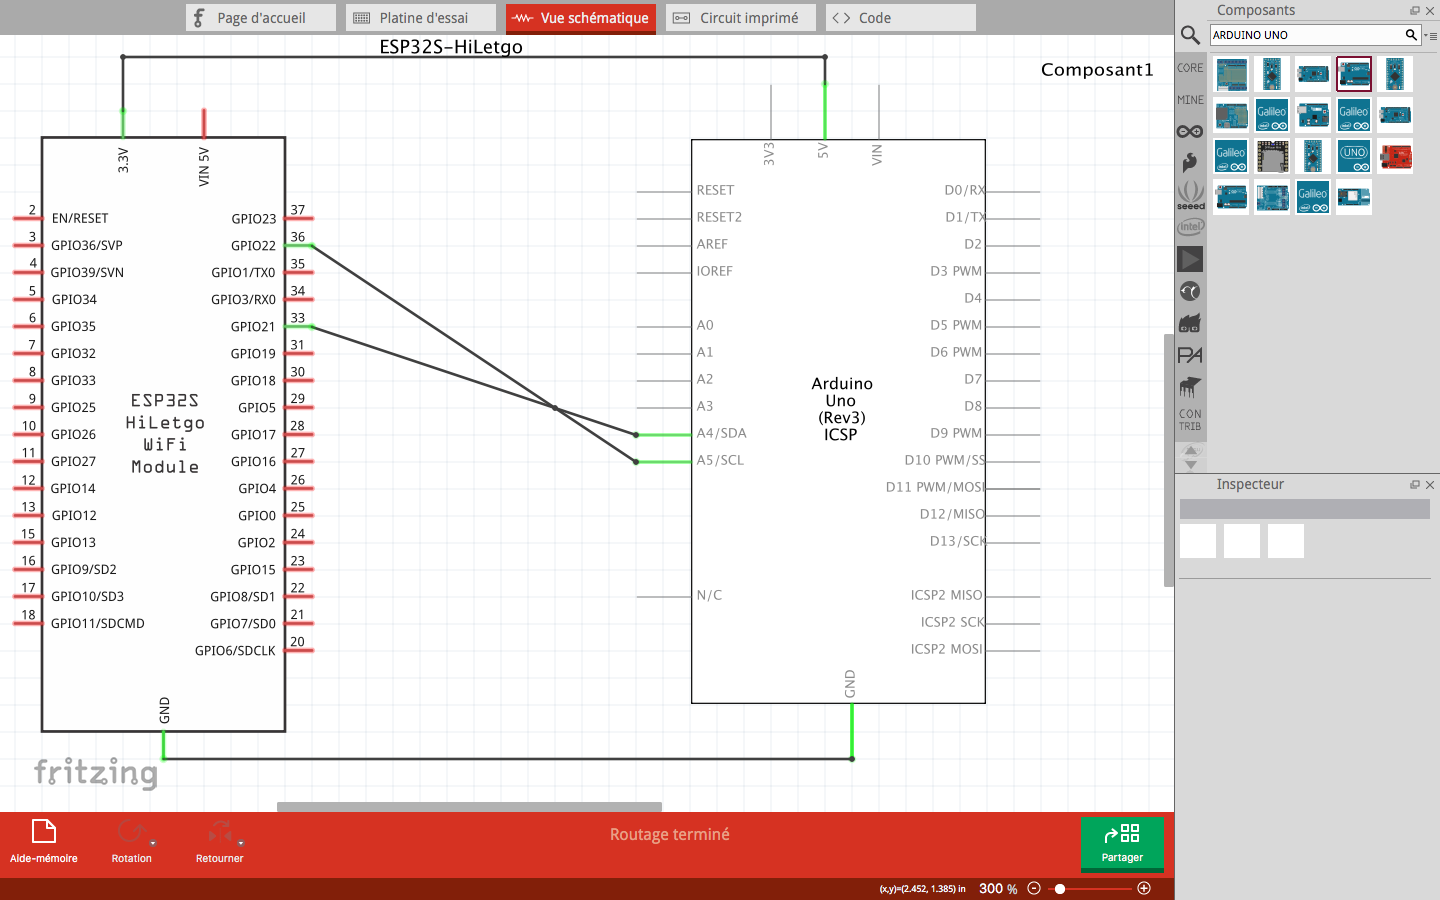 Page d'accueil
Platine d'essai
Vue schématique
Circuit imprimé
Code
Composants
ARDUINO UNO
CORE
MINE
seeed
intel
PA
CON
TRIB
Galileo
Galileo
Galileo
UNO
Galileo
Inspecteur
ESP32S-HiLetgo
Composant1
3.3V
VIN 5V
2 EN/RESET
3 GPIO36/SVP
4 GPIO39/SVN
5 GPIO34
6 GPIO35
7 GPIO32
8 GPIO33
9 GPIO25
10 GPIO26
11 GPIO27
12 GPIO14
13 GPIO12
15 GPIO13
16 GPIO9/SD2
17 GPIO10/SD3
18 GPIO11/SDCMD
ESP32S
HiLetgo
WiFi
Module
GPIO23 37
GPIO22 36
GPIO1/TX0 35
GPIO3/RX0 34
GPIO21 33
GPIO19 31
GPIO18 30
GPIO5 29
GPIO17 28
GPIO16 27
GPIO4 26
GPIO0 25
GPIO2 24
GPIO15 23
GPIO8/SD1 22
GPIO7/SD0 21
GPIO6/SDCLK 20
GND
3V3
5V
VIN
RESET
RESET2
AREF
IOREF
A0
A1
A2
A3
A4/SDA
A5/SCL
N/C
Arduino
Uno
(Rev3)
ICSP
D0/RX
D1/TX
D2
D3 PWM
D4
D5 PWM
D6 PWM
D7
D8
D9 PWM
D10 PWM/SS
D11 PWM/MOSI
D12/MISO
D13/SCK
ICSP2 MISO
ICSP2 SCK
ICSP2 MOSI
GND
fritzing
Aide-mémoire
Rotation
Retourner
Routage terminé
Partager
(x,y)=(2.452, 1.385) in
300 %